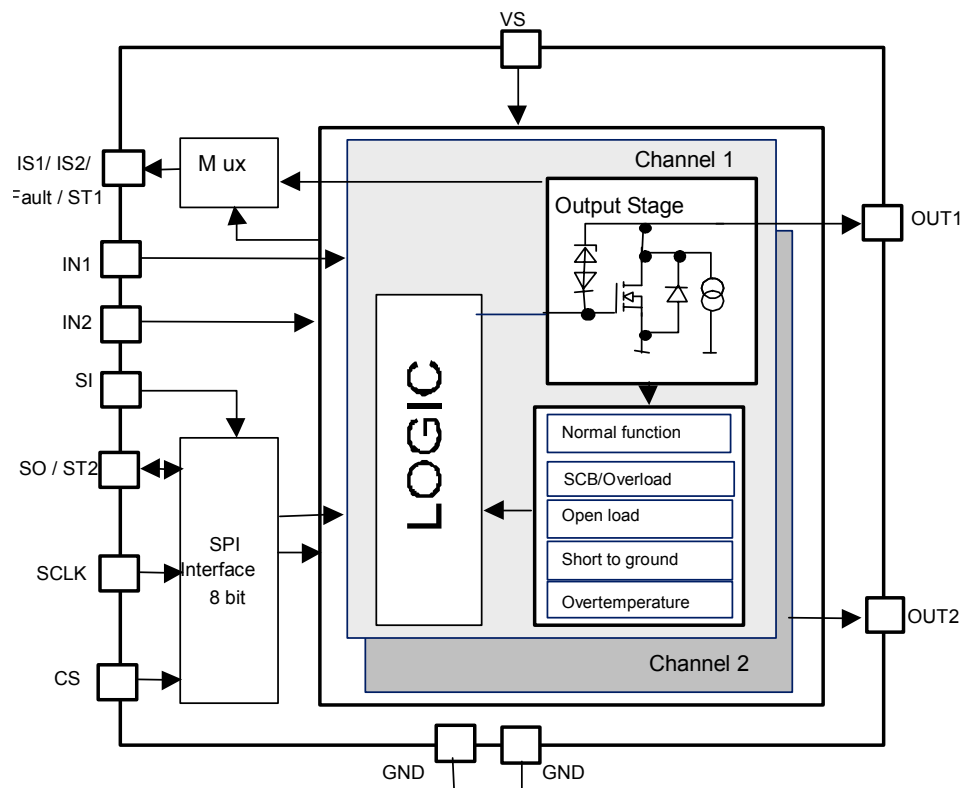 VS
IS1/ IS2/
Fault / ST1
M ux
Channel 1
Output Stage
OUT1
IN1
IN2
SI
LOGIC
Normal function
SO / ST2
SCB/Overload
Open load
SPI
Interface
8 bit
Short to ground
SCLK
Overtemperature
OUT2
CS
Channel 2
GND
GND